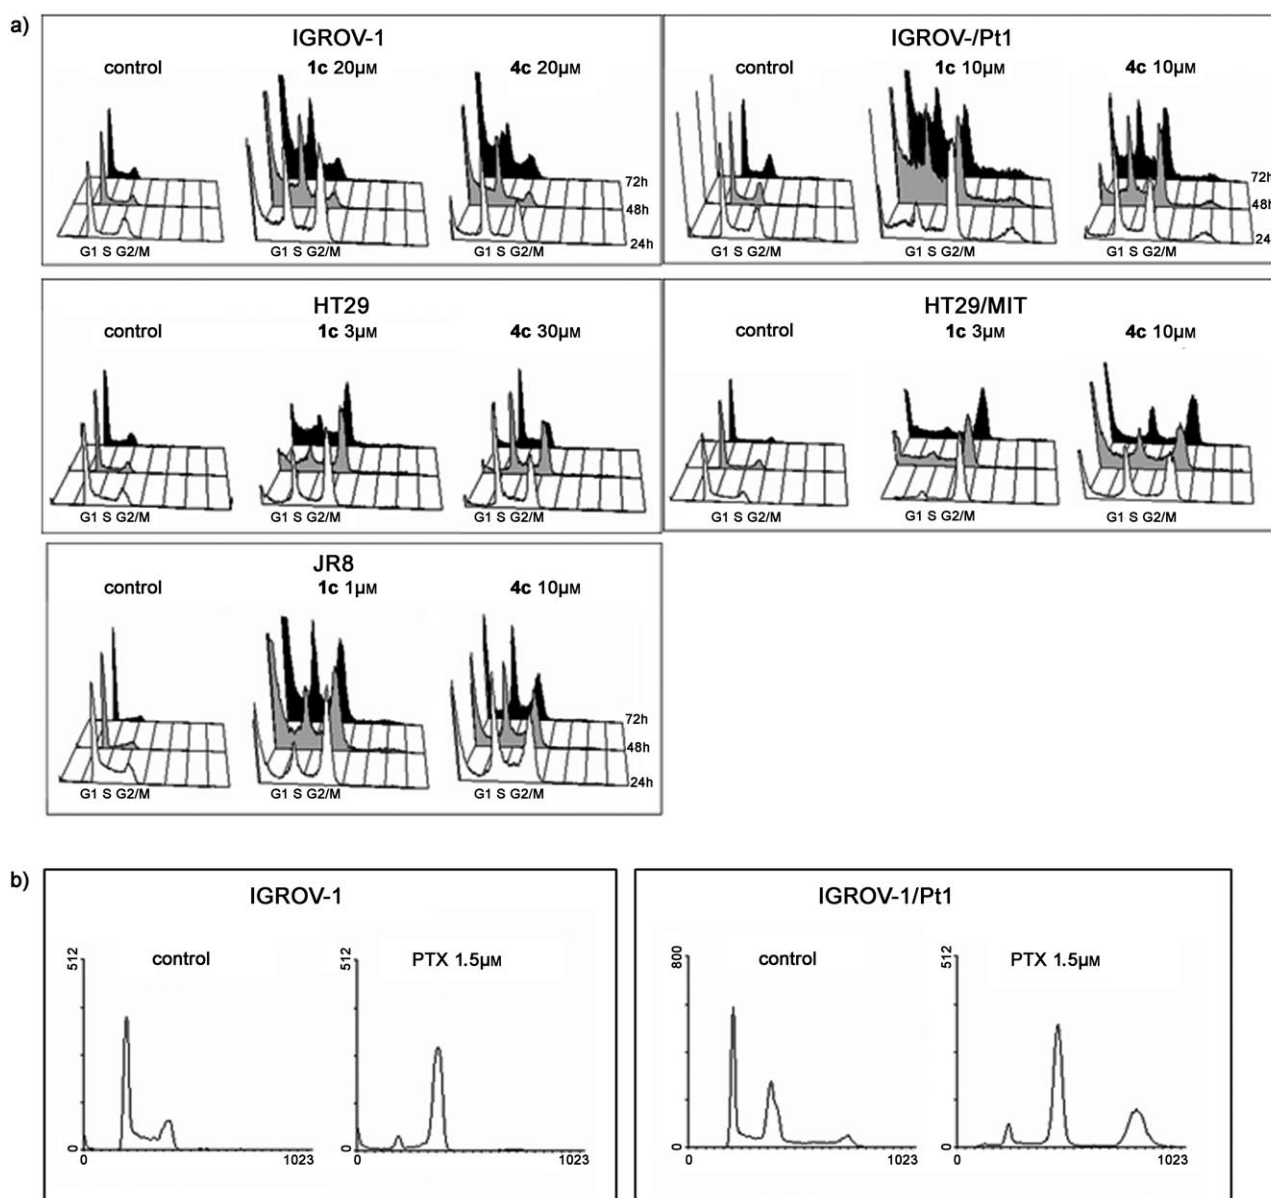 a)
IGROV-1
control 1c 20μM 4c 20μM
72h
48h
24h
G1 S G2/M G1 S G2/M G1 S G2/M
IGROV-/Pt1
control 1c 10μM 4c 10μM
72h
48h
24
G1 S G2/M G1 S G2/M G1 S G2/M
HT29
control 1c 3μM 4c 30μM
G1 S G2/M G1 S G2/M G1 S G2/M
HT29/MIT
control 1c 3μM 4c 10μM
G1 S G2/M G1 S G2/M G1 S G2/M
JR8
control 1c 1μM 4c 10μM
72h
48h
24h
G1 S G2/M G1 S G2/M G1 S G2/M
b)
IGROV-1
control PTX 1.5μM
512 512
0 0
0 1023 0 1023
IGROV-1/Pt1
control PTX 1.5μM
800 512
0 0
0 1023 0 1023